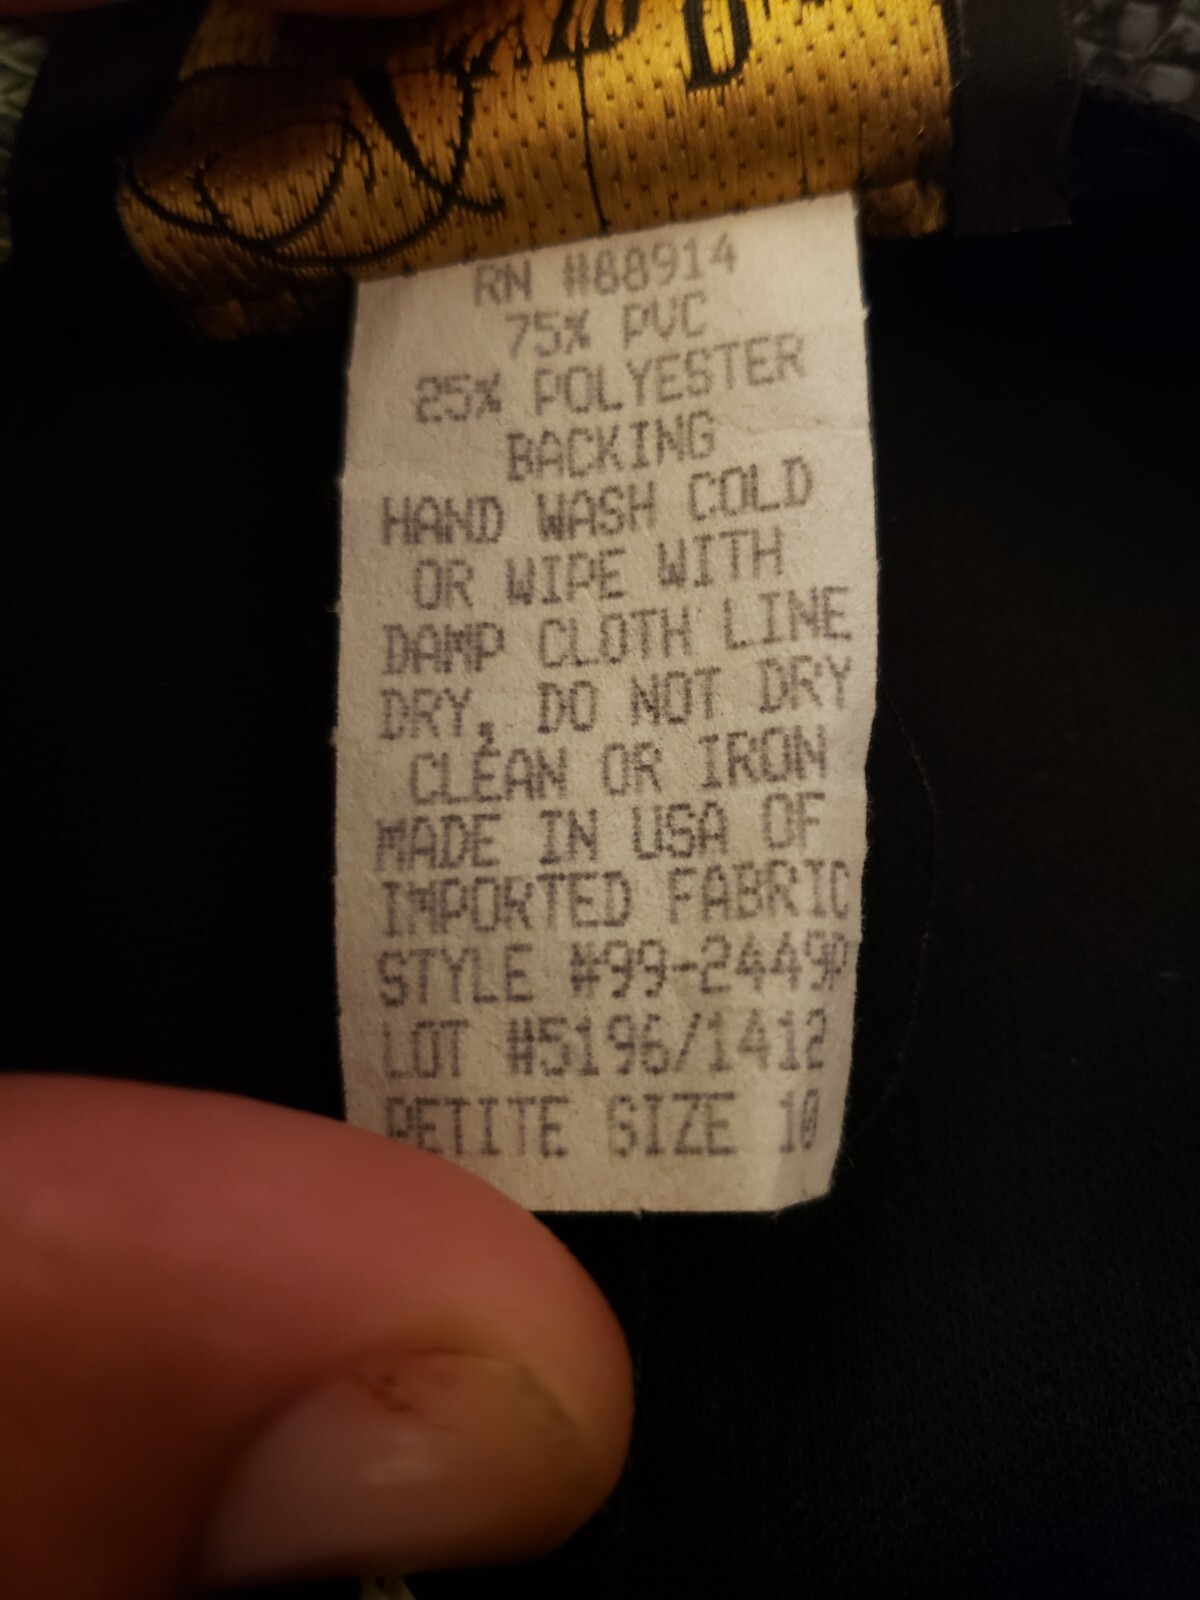 RN #88914
75% PVC
25% POLYESTER
BACKING
HAND WASH COLD
OR WIPE WITH
DAMP CLOTH LINE
DRY, DO NOT DRY
CLEAN OR IRON
MADE IN USA OF
IMPORTED FABRIC
STYLE #99-2449P
LOT #5196/1412
PETITE SIZE 10